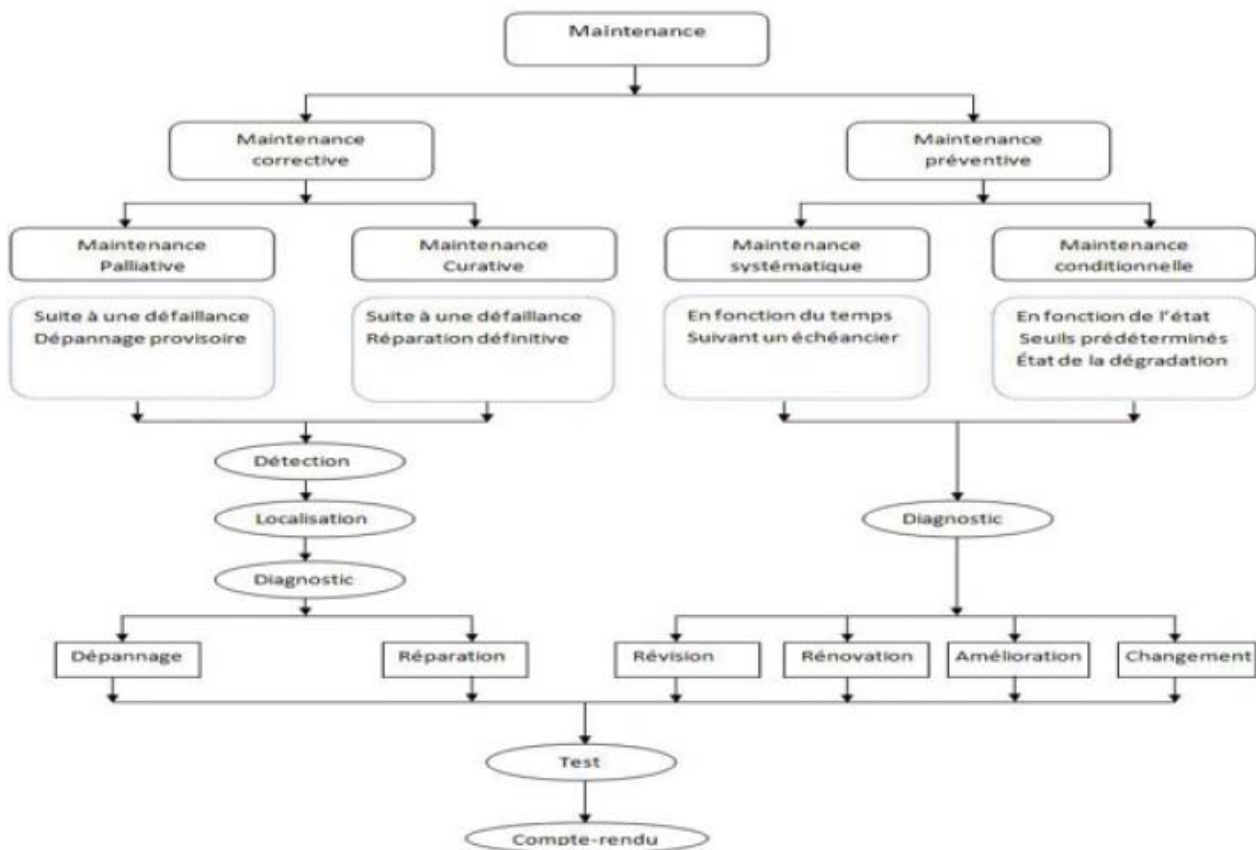 Maintenance
Maintenance
corrective
Maintenance
préventive
Maintenance
Palliative
Maintenance
Curative
Maintenance
systématique
Maintenance
conditionnelle
Suite à une défaillance
Dépannage provisoire
Suite à une défaillance
Réparation définitive
En fonction du temps
Suivant un échéancier
En fonction de l'état
Seuils prédéterminés
État de la dégradation
Détection
Localisation
Diagnostic
Diagnostic
Dépannage
Réparation
Révision
Rénovation
Amélioration
Changement
Test
Compte-rendu